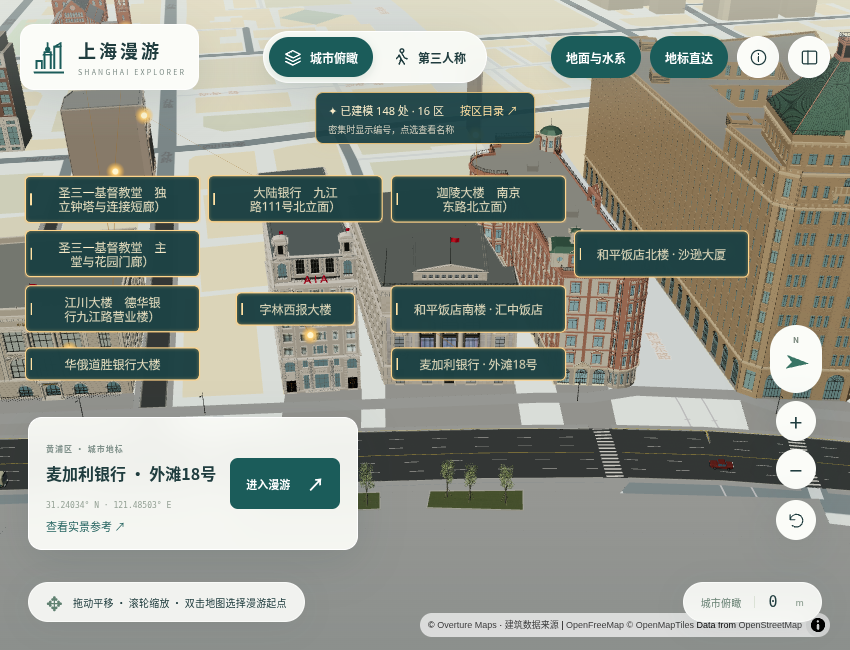 上海漫游
SHANGHAI EXPLORER
城市俯瞰
第三人称
地面与水系
地标直达
✦ 已建模 148 处 · 16 区 按区目录 ↗
密集时显示编号，点选查看名称
圣三一基督教堂 独
立钟塔与连接短廊）
大陆银行 九江
路111号北立面）
迦陵大楼 南京
东路北立面）
圣三一基督教堂 主
堂与花园门廊）
和平饭店北楼 · 沙逊大厦
江川大楼 德华银
行九江路营业楼）
字林西报大楼
和平饭店南楼 · 汇中饭店
华俄道胜银行大楼
麦加利银行 · 外滩18号
AIA
N
黄浦区 · 城市地标
麦加利银行 · 外滩18号
31.24034° N · 121.48503° E
查看实景参考 ↗
进入漫游 ↗
拖动平移 · 滚轮缩放 · 双击地图选择漫游起点
城市俯瞰 0 m
© Overture Maps · 建筑数据来源 | OpenFreeMap © OpenMapTiles Data from OpenStreetMap